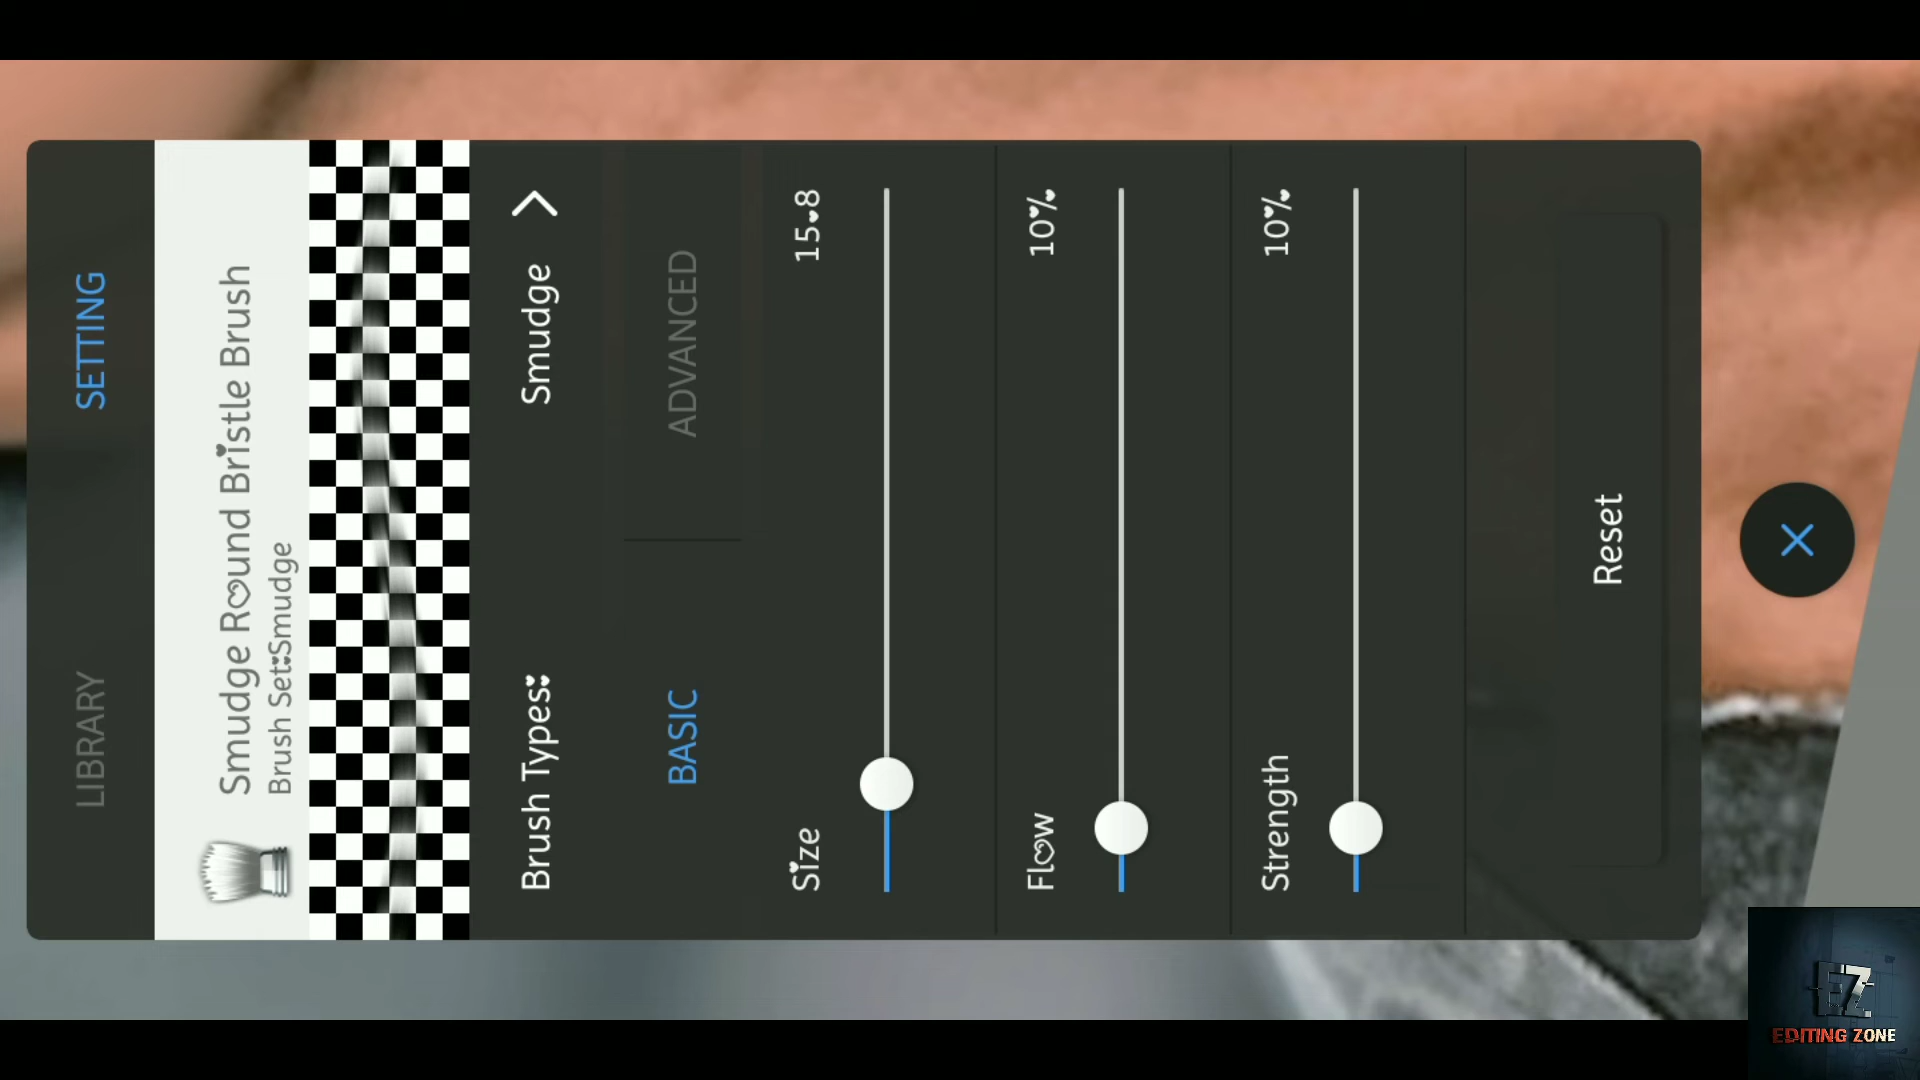 LIBRARY SETTING
Smudge Round Bristle Brush
Brush Set:Smudge
Brush Types: Smudge
BASIC ADVANCED
Size 15.8
Flow 10%
Strength 10%
Reset
EZ
EDITING ZONE